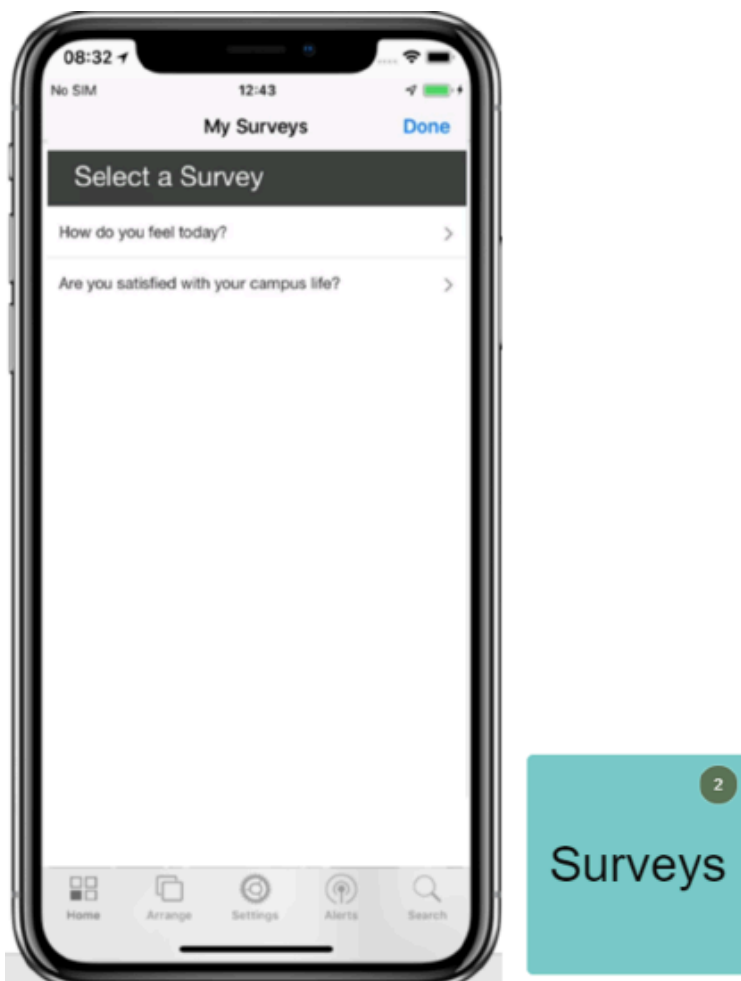 08:32
No SIM 12:43
My Surveys Done
Select a Survey
How do you feel today?
Are you satisfied with your campus life?
Home Arrange Settings Alerts Search
2
Surveys